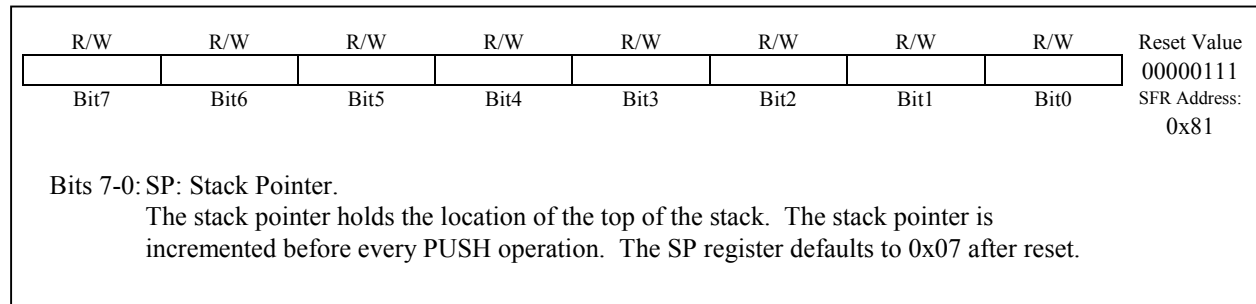 R/W R/W R/W R/W R/W R/W R/W R/W Reset Value
00000111
Bit7 Bit6 Bit5 Bit4 Bit3 Bit2 Bit1 Bit0 SFR Address:
0x81
Bits 7-0: SP: Stack Pointer.
The stack pointer holds the location of the top of the stack. The stack pointer is
incremented before every PUSH operation. The SP register defaults to 0x07 after reset.